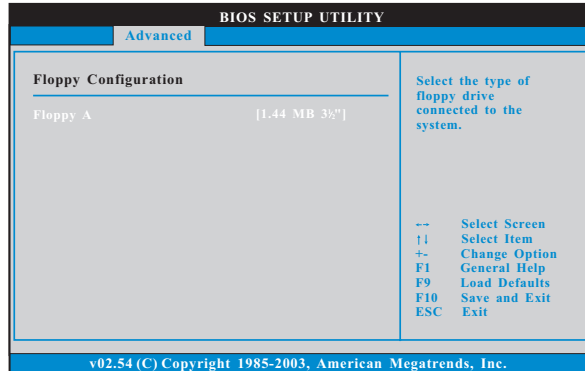 BIOS SETUP UTILITY
Advanced
Floppy Configuration
Floppy A [1.44 MB 3½"]
Select the type of
floppy drive
connected to the
system.
←→ Select Screen
↑↓ Select Item
+- Change Option
F1 General Help
F9 Load Defaults
F10 Save and Exit
ESC Exit
v02.54 (C) Copyright 1985-2003, American Megatrends, Inc.